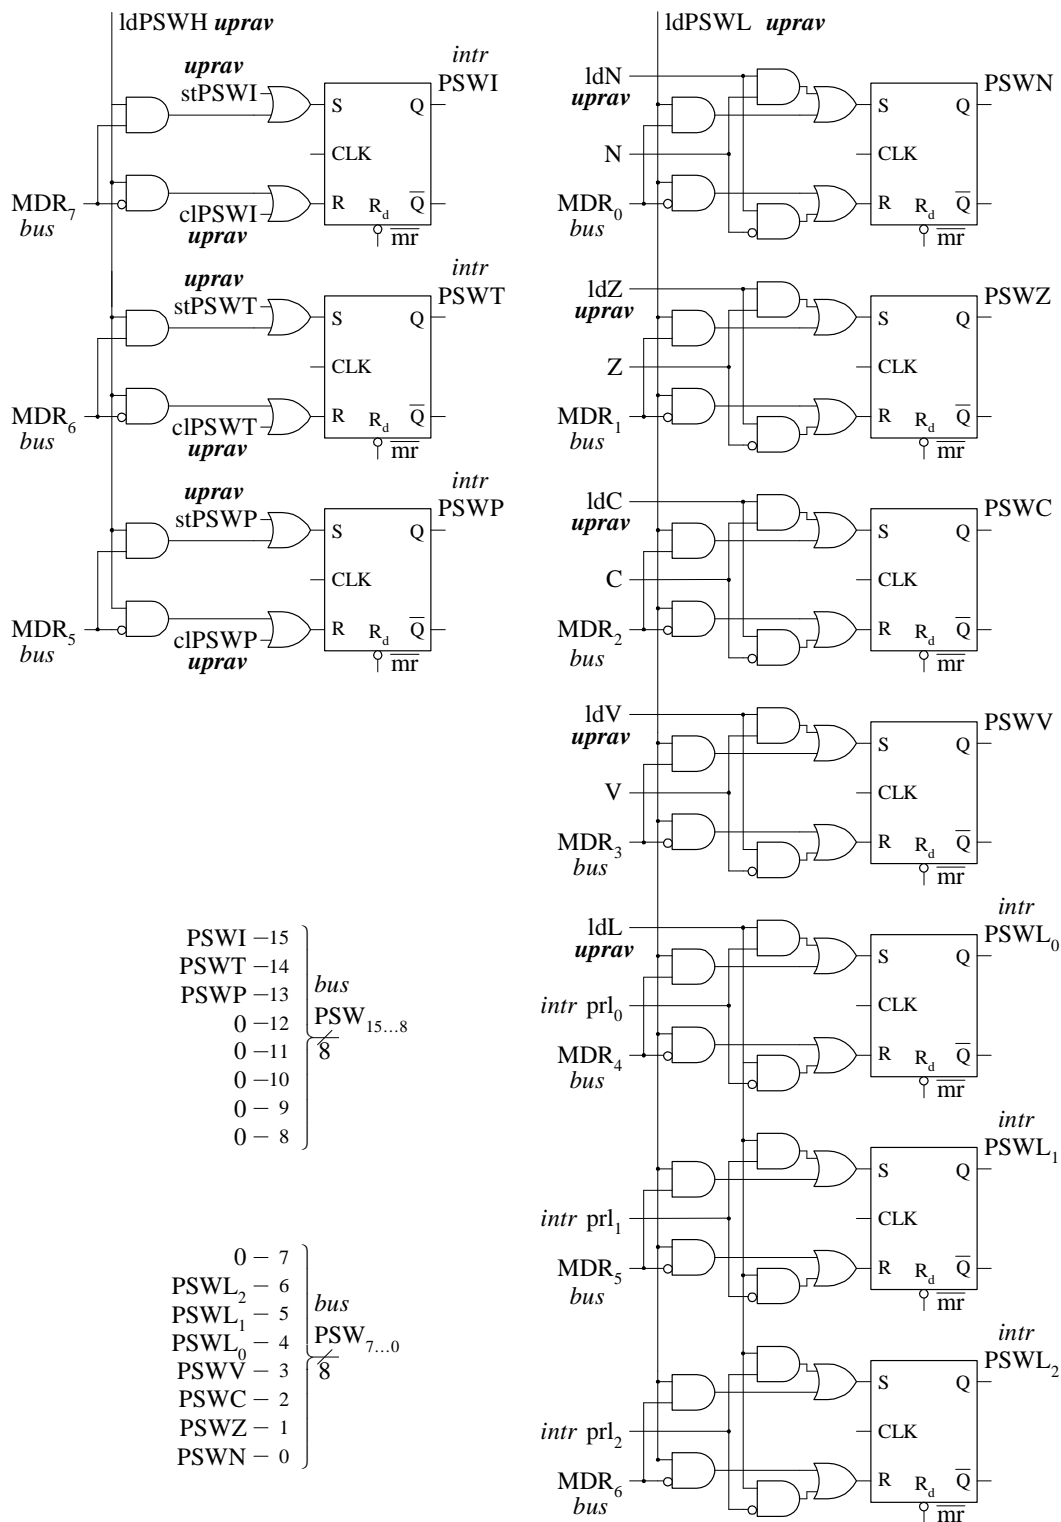 ldPSWH uprav
intr
uprav
PSWI
stPSWI
S
Q
CLK
MDR7
R
Rd
Q
bus
clPSWI
mr
uprav
intr
uprav
PSWT
stPSWT
S
Q
CLK
MDR6
R
Rd
Q
bus
clPSWT
mr
uprav
intr
uprav
PSWP
stPSWP
S
Q
CLK
MDR5
R
Rd
Q
bus
clPSWP
mr
uprav
PSWI –15
PSWT –14
PSWP –13
0 –12
0 –11
0 –10
0 – 9
0 – 8
bus
PSW15...8
8
0 – 7
PSWL2 – 6
PSWL1 – 5
PSWL0 – 4
PSWV – 3
PSWC – 2
PSWZ – 1
PSWN – 0
bus
PSW7...0
8
ldPSWL uprav
ldN
uprav
PSWN
S
Q
N
CLK
MDR0
R
Rd
Q
bus
mr
ldZ
uprav
PSWZ
S
Q
Z
CLK
MDR1
R
Rd
Q
bus
mr
ldC
uprav
PSWC
S
Q
C
CLK
MDR2
R
Rd
Q
bus
mr
ldV
uprav
PSWV
S
Q
V
CLK
MDR3
R
Rd
Q
bus
mr
ldL
uprav
intr
PSWL0
S
Q
intr prl0
CLK
MDR4
R
Rd
Q
bus
mr
intr
PSWL1
S
Q
intr prl1
CLK
MDR5
R
Rd
Q
bus
mr
intr
PSWL2
S
Q
intr prl2
CLK
MDR6
R
Rd
Q
bus
mr